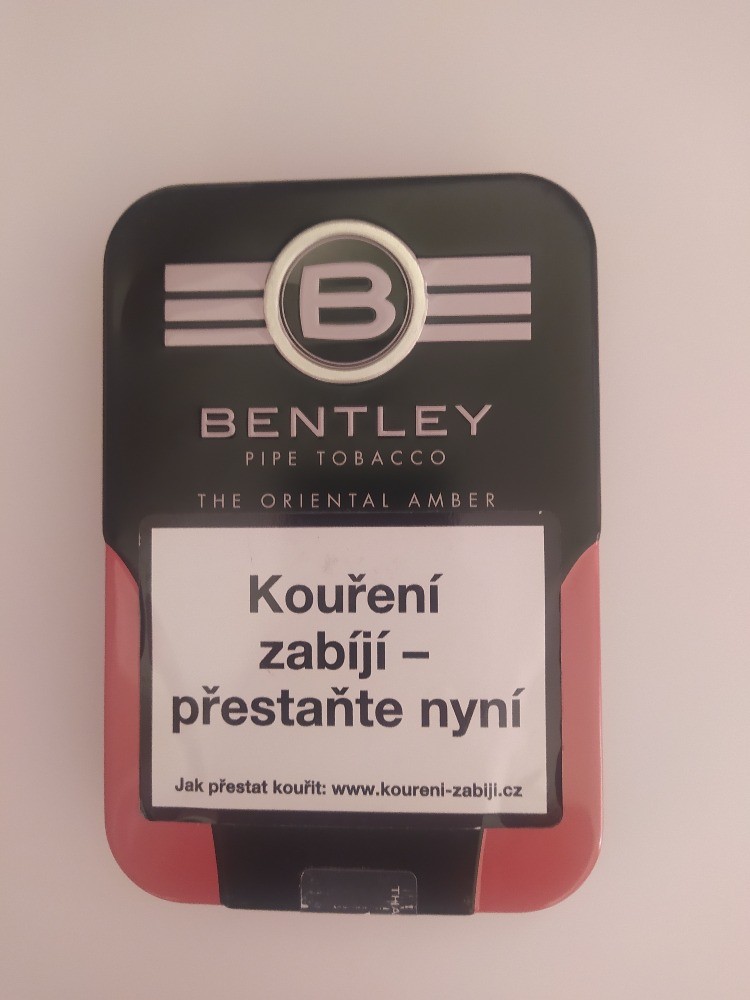 B
BENTLEY
PIPE TOBACCO
THE ORIENTAL AMBER
Kouření
zabíjí –
přestaňte nyní
Jak přestat kouřit: www.koureni-zabiji.cz